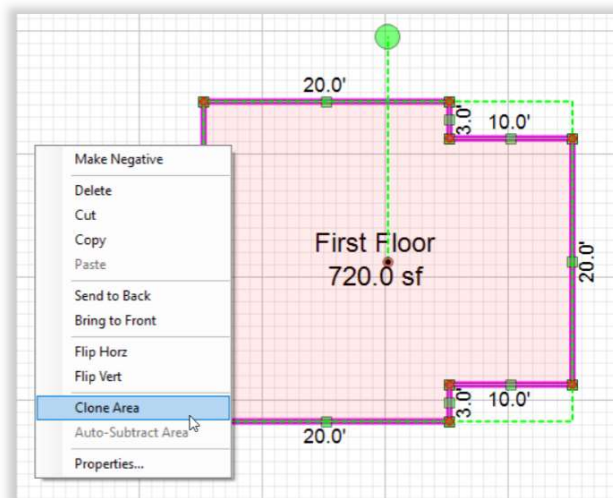 20.0'
3.0'
10.0'
Make Negative
Delete
Cut
Copy
Paste
Send to Back
Bring to Front
Flip Horz
Flip Vert
Clone Area
Auto-Subtract Area
Properties...
First Floor
720.0 sf
20.0'
3.0'
10.0'
20.0'